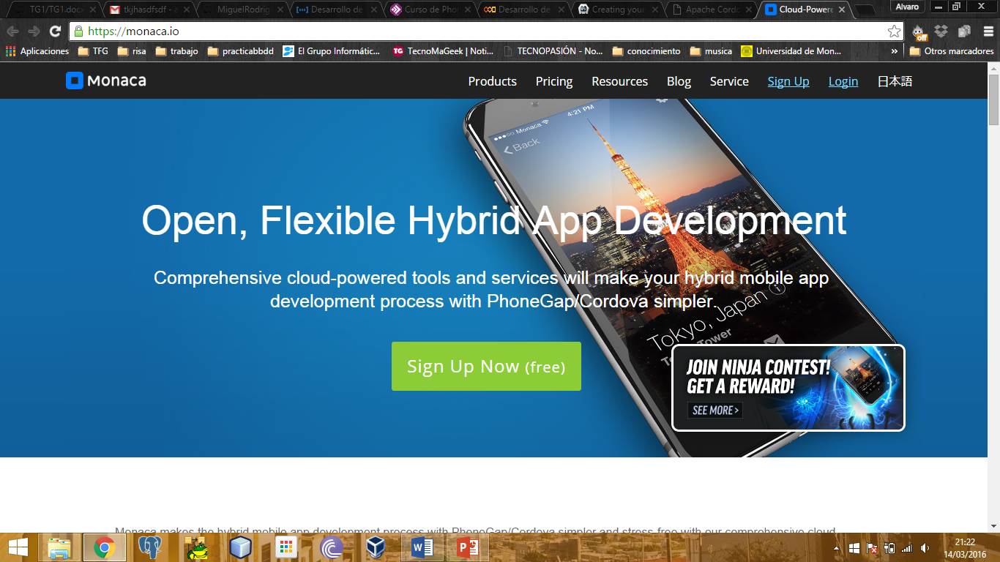 TG1/TG1.docx
tkjhasdfsdf - a
MiguelRodrig
Desarrollo de
Curso de Pho
Desarrollo de
Creating your
Apache Cordo
Cloud-Powere
Alvaro
https://monaca.io
Aplicaciones
TFG
risa
trabajo
practicabbdd
El Grupo Informátic...
TG TecnoMaGeek | Noti...
TECNOPASIÓN - No...
conocimiento
musica
Universidad de Mon...
»
Otros marcadores
off
Monaca
Products
Pricing
Resources
Blog
Service
Sign Up
Login
日本語
●●●○○ Monaca
4:21 PM
Back
Open, Flexible Hybrid App Development
Comprehensive cloud-powered tools and services will make your hybrid mobile app
development process with PhoneGap/Cordova simpler.
Tokyo, Japan
Tower
Sign Up Now (free)
JOIN NINJA CONTEST!
GET A REWARD!
SEE MORE >
Monaca makes the hybrid mobile app development process with PhoneGap/Cordova simpler and stress free with our comprehensive cloud
21:22
14/03/2016